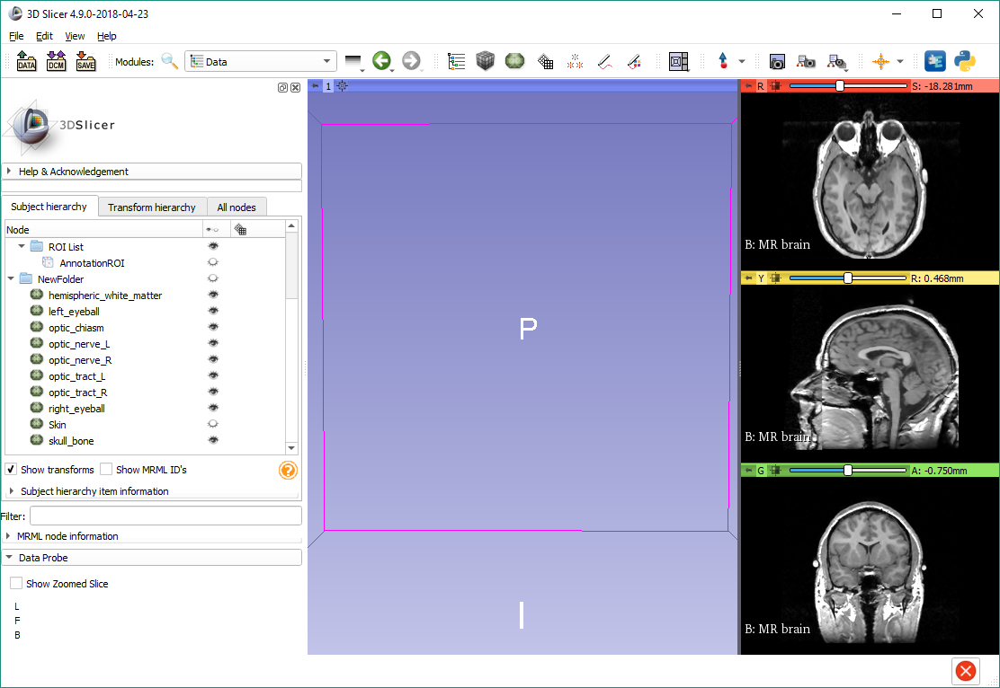 3D Slicer 4.9.0-2018-04-23
File Edit View Help
DATA DCM SAVE Modules: Data
3DSlicer
Help & Acknowledgement
Subject hierarchy Transform hierarchy All nodes
Node
ROI List
AnnotationROI
NewFolder
hemispheric_white_matter
left_eyeball
optic_chiasm
optic_nerve_L
optic_nerve_R
optic_tract_L
optic_tract_R
right_eyeball
Skin
skull_bone
Show transforms Show MRML ID's
Subject hierarchy item information
Filter:
MRML node information
Data Probe
Show Zoomed Slice
L
F
B
1
P
I
R S: -18.281mm
B: MR brain
Y R: 0.468mm
B: MR brain
G A: -0.750mm
B: MR brain